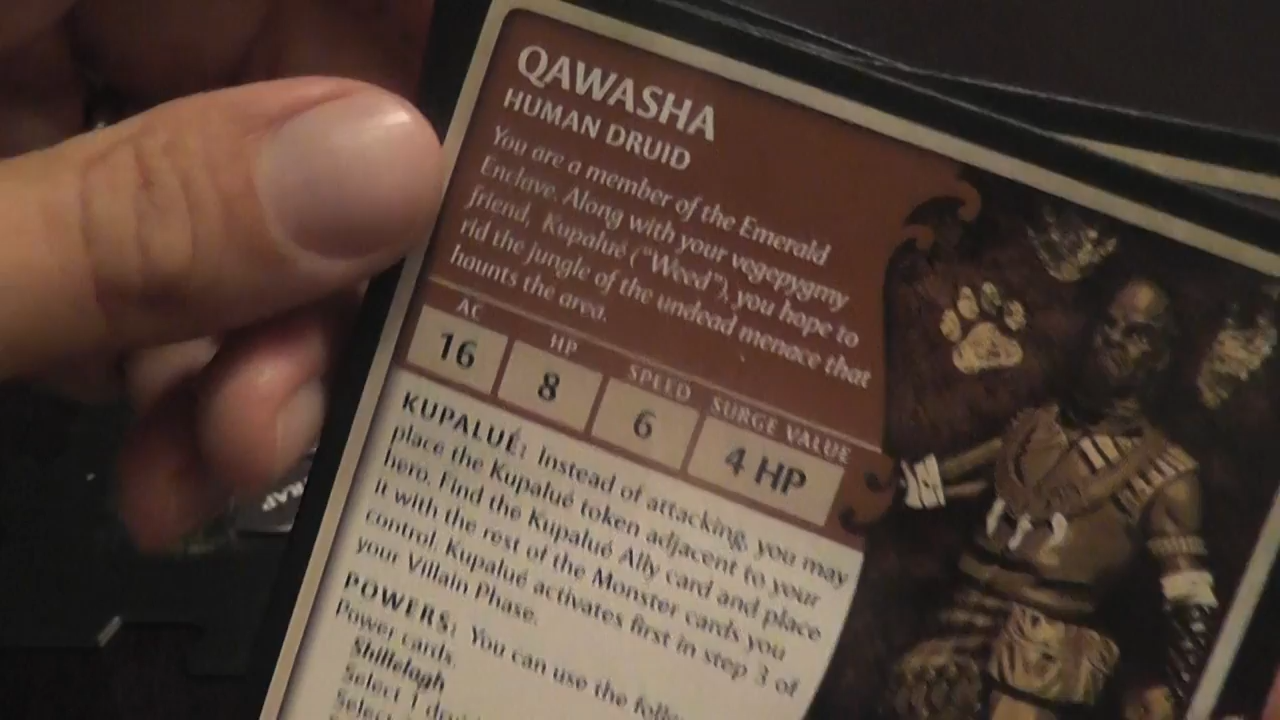 QAWASHA
HUMAN DRUID
You are a member of the Emerald
Enclave. Along with your vegepygmy
friend, Kupalué ("Weed"), you hope to
rid the jungle of the undead menace that
haunts the area.
AC HP SPEED SURGE VALUE
16 8 6 4 HP
KUPALUÉ: Instead of attacking, you may
place the Kupalué token adjacent to your
hero. Find the Kupalué Ally card and place
it with the rest of the Monster cards you
control. Kupalué activates first in step 3 of
your Villain Phase.
POWERS: You can use the
Power cards.
Shillelagh
Select 1